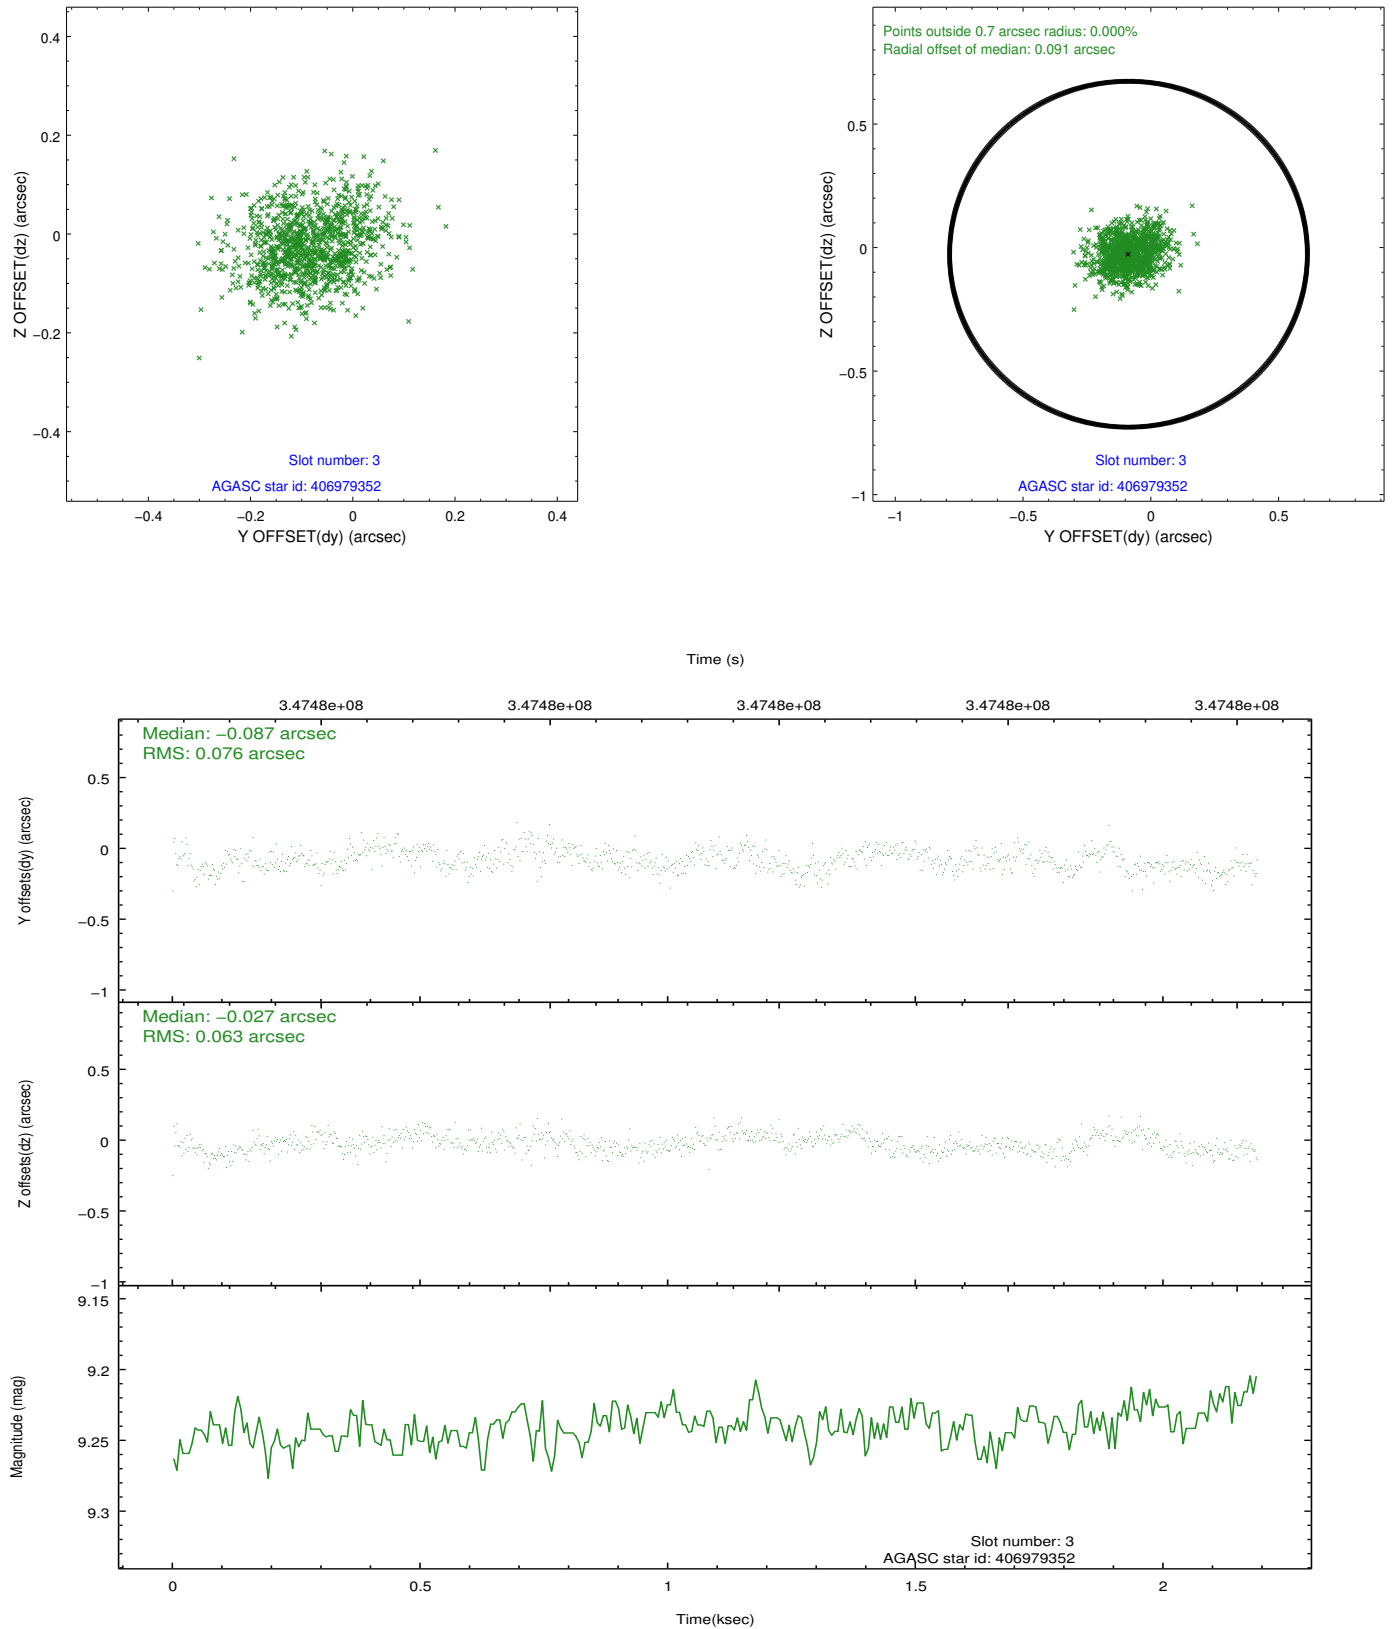 0.4
0.2
0
−0.2
−0.4
Z OFFSET(dz) (arcsec)
Slot number: 3
AGASC star id: 406979352
−0.4 −0.2 0 0.2 0.4
Y OFFSET(dy) (arcsec)
Points outside 0.7 arcsec radius: 0.000%
Radial offset of median: 0.091 arcsec
0.5
0
−0.5
−1
Z OFFSET(dz) (arcsec)
Slot number: 3
AGASC star id: 406979352
−1 −0.5 0 0.5
Y OFFSET(dy) (arcsec)
Time (s)
3.4748e+08 3.4748e+08 3.4748e+08 3.4748e+08 3.4748e+08
Median: −0.087 arcsec
RMS: 0.076 arcsec
0.5
0
−0.5
−1
Y offsets(dy) (arcsec)
Median: −0.027 arcsec
RMS: 0.063 arcsec
0.5
0
−0.5
−1
Z offsets(dz) (arcsec)
9.15
9.2
9.25
9.3
Magnitude (mag)
Slot number: 3
AGASC star id: 406979352
0 0.5 1 1.5 2
Time(ksec)